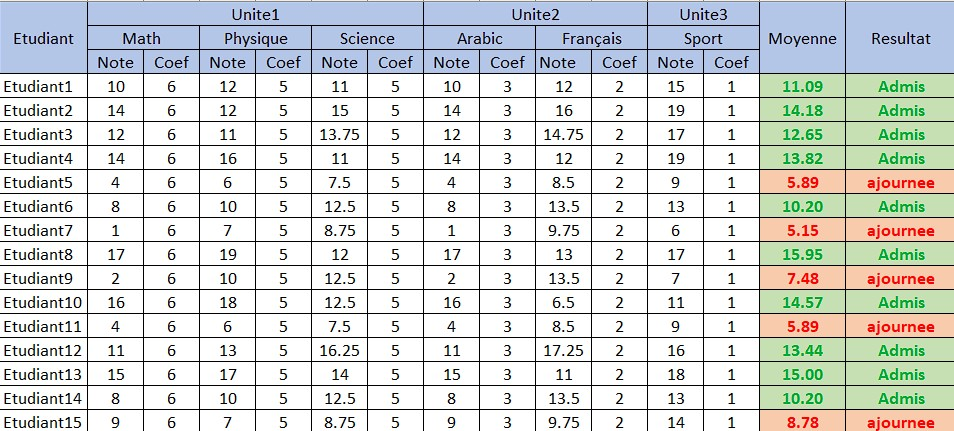 Etudiant Unite1 Unite2 Unite3 Moyenne Resultat
Math Physique Science Arabic Français Sport
Note Coef Note Coef Note Coef Note Coef Note Coef Note Coef
Etudiant1 10 6 12 5 11 5 10 3 12 2 15 1 11.09 Admis
Etudiant2 14 6 12 5 15 5 14 3 16 2 19 1 14.18 Admis
Etudiant3 12 6 11 5 13.75 5 12 3 14.75 2 17 1 12.65 Admis
Etudiant4 14 6 16 5 11 5 14 3 12 2 19 1 13.82 Admis
Etudiant5 4 6 6 5 7.5 5 4 3 8.5 2 9 1 5.89 ajournee
Etudiant6 8 6 10 5 12.5 5 8 3 13.5 2 13 1 10.20 Admis
Etudiant7 1 6 7 5 8.75 5 1 3 9.75 2 6 1 5.15 ajournee
Etudiant8 17 6 19 5 12 5 17 3 13 2 17 1 15.95 Admis
Etudiant9 2 6 10 5 12.5 5 2 3 13.5 2 7 1 7.48 ajournee
Etudiant10 16 6 18 5 12.5 5 16 3 6.5 2 11 1 14.57 Admis
Etudiant11 4 6 6 5 7.5 5 4 3 8.5 2 9 1 5.89 ajournee
Etudiant12 11 6 13 5 16.25 5 11 3 17.25 2 16 1 13.44 Admis
Etudiant13 15 6 17 5 14 5 15 3 11 2 18 1 15.00 Admis
Etudiant14 8 6 10 5 12.5 5 8 3 13.5 2 13 1 10.20 Admis
Etudiant15 9 6 7 5 8.75 5 9 3 9.75 2 14 1 8.78 ajournee